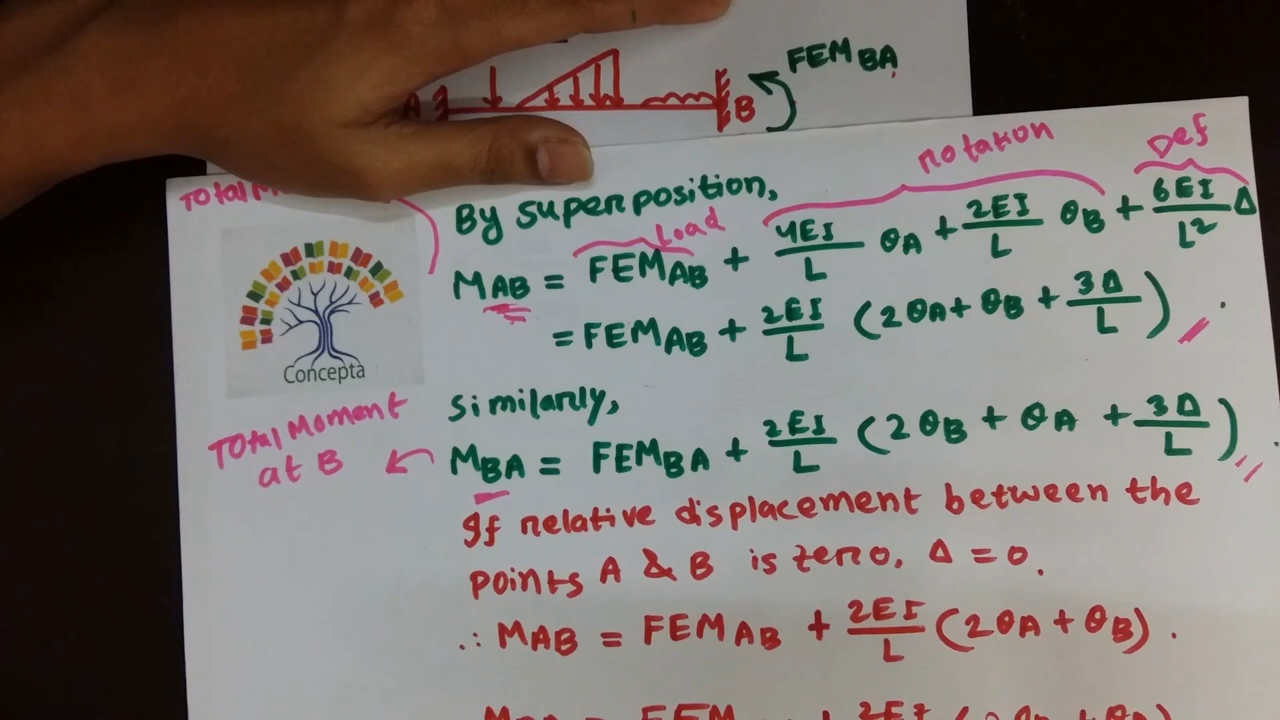 FEM BA
A
B
rotation
Def
Total
By superposition,
Load
MAB = FEMAB + 4EI/L θA + 2EI/L θB + 6EI/L² Δ
= FEMAB + 2EI/L (2θA + θB + 3Δ/L)
Concepta
Similarly,
Total Moment
at B
MBA = FEMBA + 2EI/L (2θB + θA + 3Δ/L)
If relative displacement between the
points A & B is zero, Δ = 0.
∴ MAB = FEMAB + 2EI/L (2θA + θB).